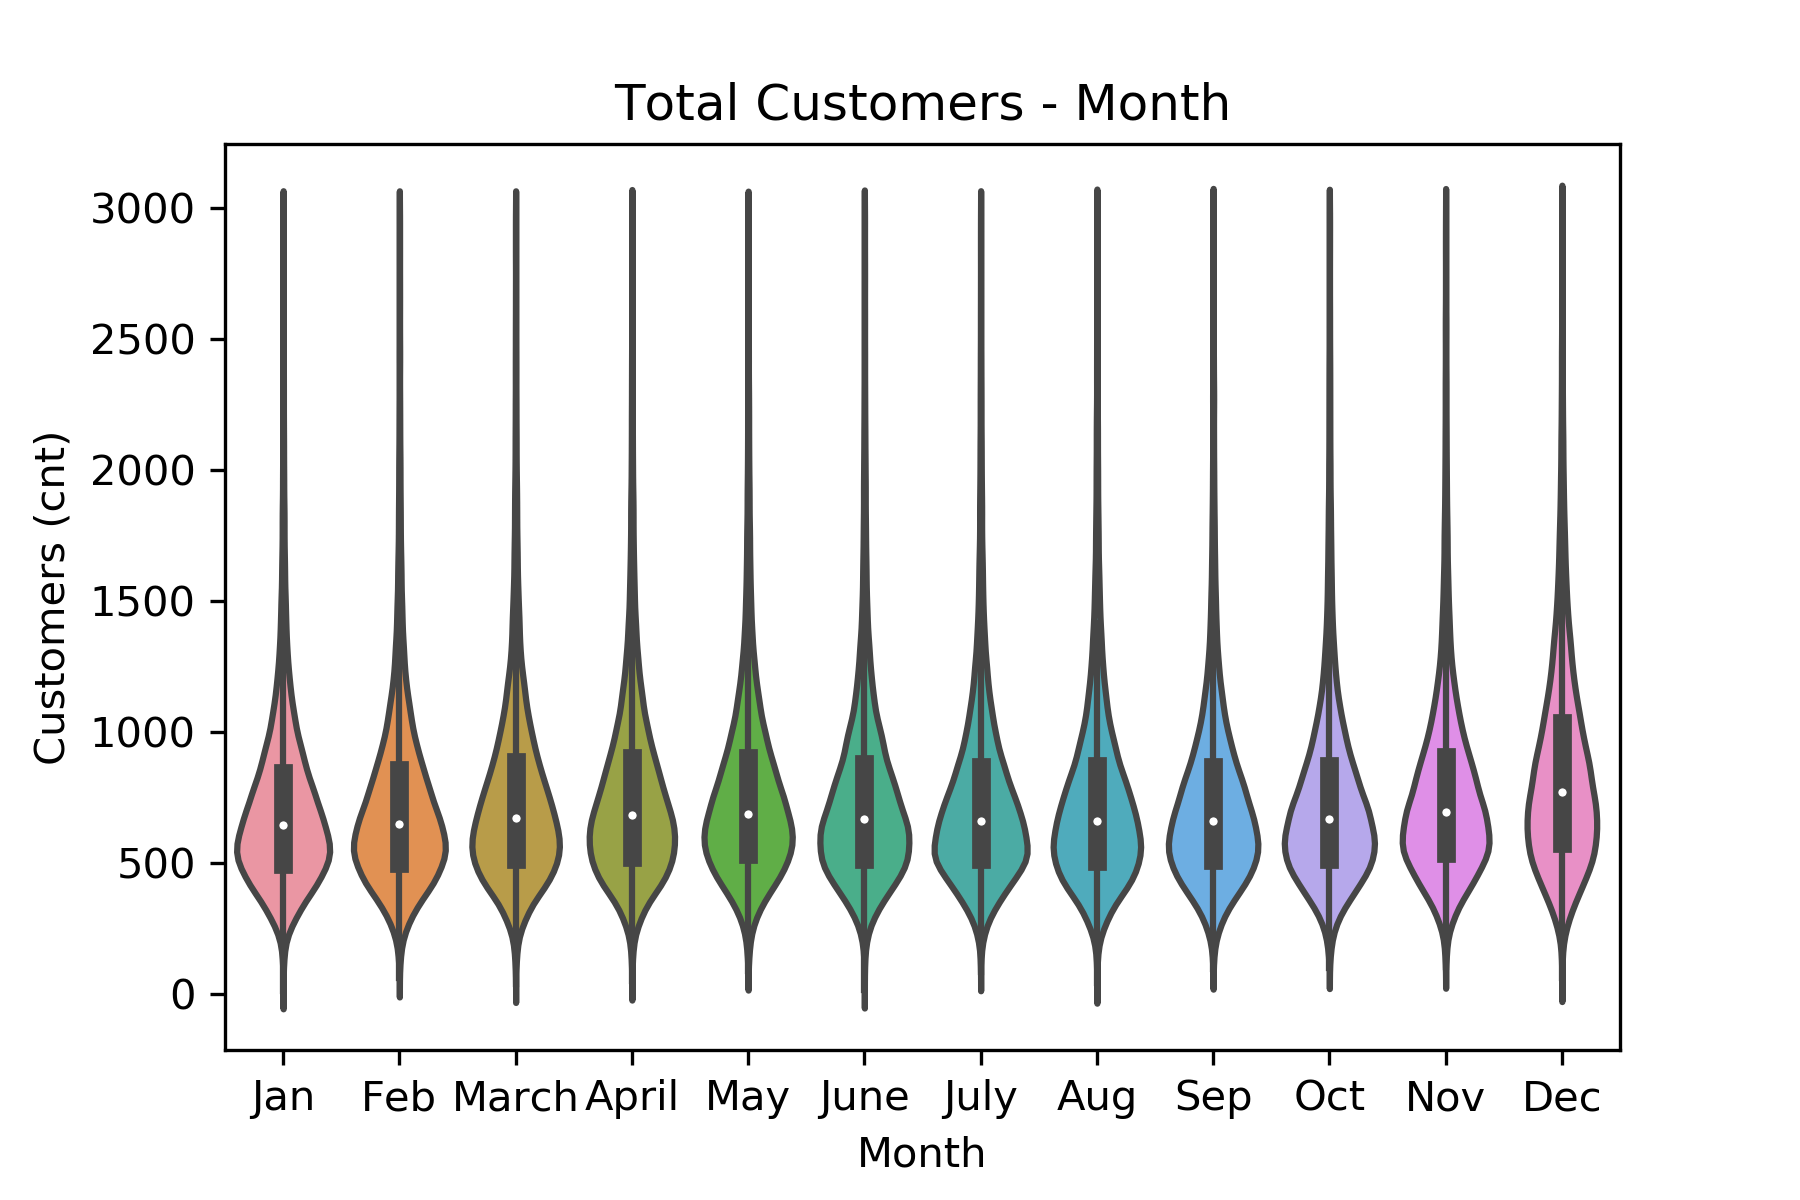 Total Customers - Month
Customers (cnt)
3000
2500
2000
1500
1000
500
0
Jan Feb March April May June July Aug Sep Oct Nov Dec
Month